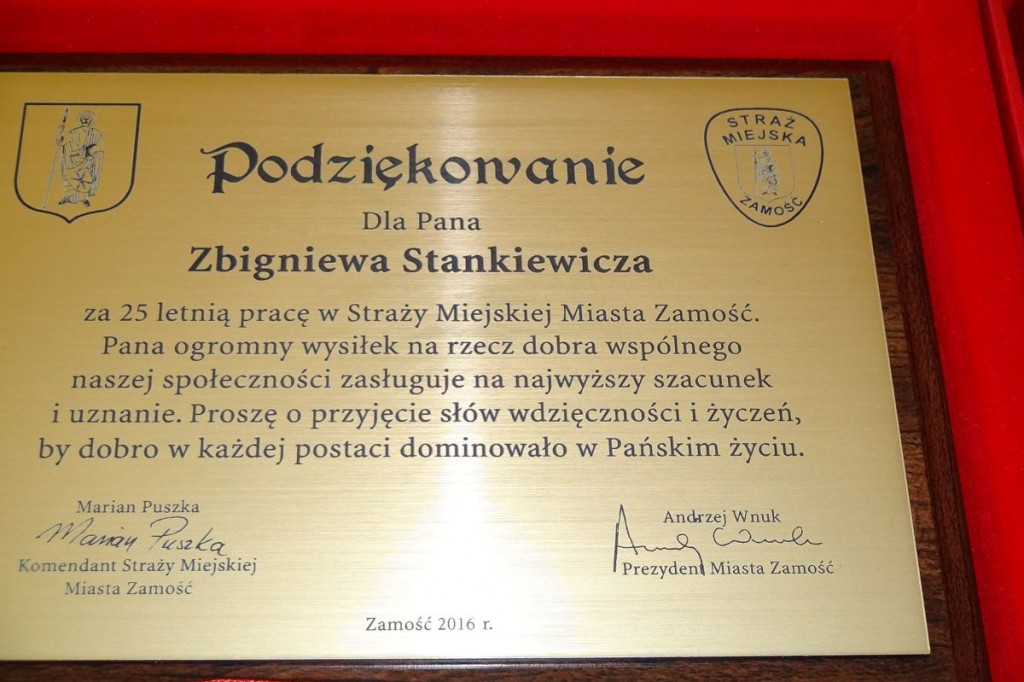 STRAŻ
MIEJSKA
ZAMOŚĆ
Podziękowanie
Dla Pana
Zbigniewa Stankiewicza
za 25 letnią pracę w Straży Miejskiej Miasta Zamość.
Pana ogromny wysiłek na rzecz dobra wspólnego
naszej społeczności zasługuje na najwyższy szacunek
i uznanie. Proszę o przyjęcie słów wdzięczności i życzeń,
by dobro w każdej postaci dominowało w Pańskim życiu.
Marian Puszka
Marian Puszka
Komendant Straży Miejskiej
Miasta Zamość
Andrzej Wnuk
Prezydent Miasta Zamość
Zamość 2016 r.